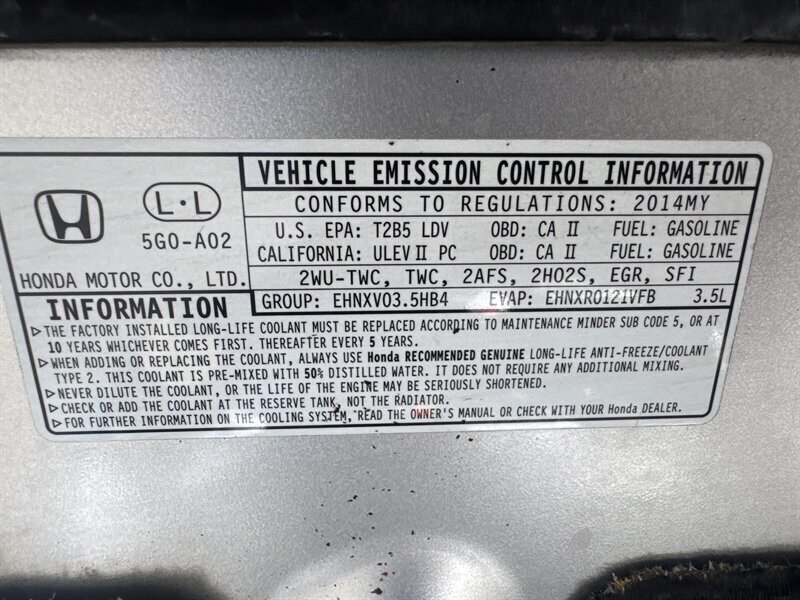 VEHICLE EMISSION CONTROL INFORMATION
CONFORMS TO REGULATIONS: 2014MY
U.S. EPA: T2B5 LDV OBD: CA II FUEL: GASOLINE
CALIFORNIA: ULEV II PC OBD: CA II FUEL: GASOLINE
2WU-TWC, TWC, 2AFS, 2HO2S, EGR, SFI
GROUP: EHNXV03.5HB4 EVAP: EHNXR0121VFB 3.5L
L·L
5G0-A02
HONDA MOTOR CO., LTD.
INFORMATION
▷THE FACTORY INSTALLED LONG-LIFE COOLANT MUST BE REPLACED ACCORDING TO MAINTENANCE MINDER SUB CODE 5, OR AT
10 YEARS WHICHEVER COMES FIRST. THEREAFTER EVERY 5 YEARS.
▷WHEN ADDING OR REPLACING THE COOLANT, ALWAYS USE Honda RECOMMENDED GENUINE LONG-LIFE ANTI-FREEZE/COOLANT
TYPE 2. THIS COOLANT IS PRE-MIXED WITH 50% DISTILLED WATER. IT DOES NOT REQUIRE ANY ADDITIONAL MIXING.
▷NEVER DILUTE THE COOLANT, OR THE LIFE OF THE ENGINE MAY BE SERIOUSLY SHORTENED.
▷CHECK OR ADD THE COOLANT AT THE RESERVE TANK, NOT THE RADIATOR.
▷FOR FURTHER INFORMATION ON THE COOLING SYSTEM, READ THE OWNER'S MANUAL OR CHECK WITH YOUR Honda DEALER.